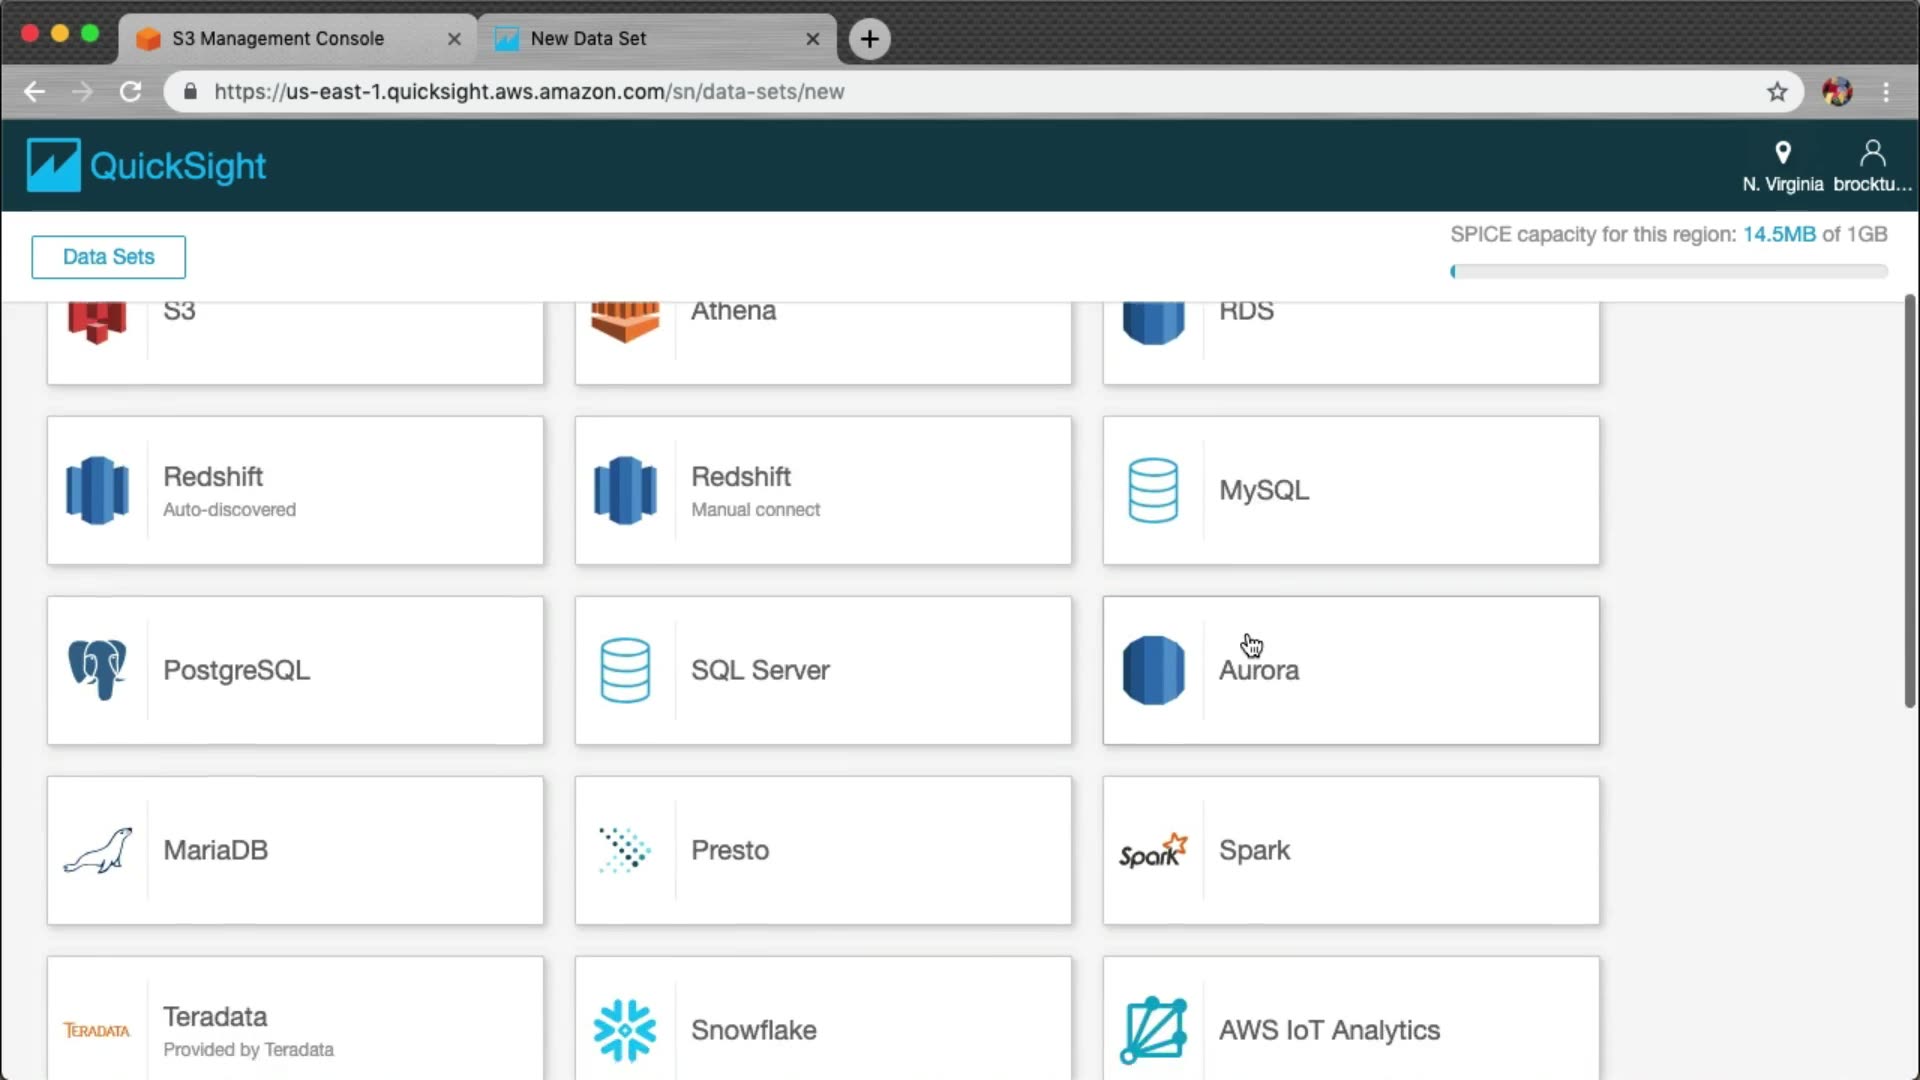 S3 Management Console
New Data Set
https://us-east-1.quicksight.aws.amazon.com/sn/data-sets/new
QuickSight
N. Virginia
brocktu...
Data Sets
SPICE capacity for this region: 14.5MB of 1GB
S3
Athena
RDS
Redshift
Auto-discovered
Redshift
Manual connect
MySQL
PostgreSQL
SQL Server
Aurora
MariaDB
Presto
Spark
Spark
TERADATA
Teradata
Provided by Teradata
Snowflake
AWS IoT Analytics